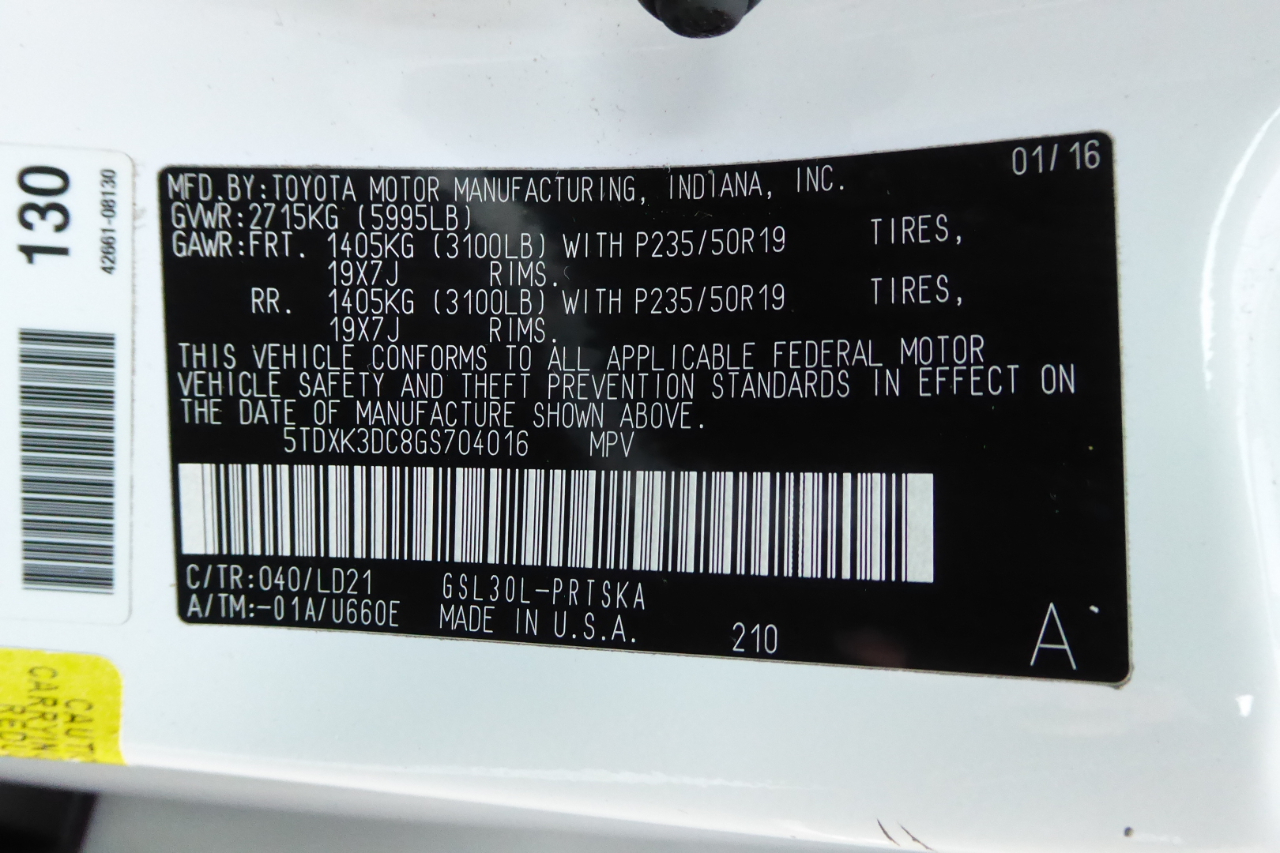 130
42661-08130
01/16
MFD.BY:TOYOTA MOTOR MANUFACTURING, INDIANA, INC.
GVWR:2715KG (5995LB)
GAWR:FRT. 1405KG (3100LB) WITH P235/50R19 TIRES,
19X7J RIMS.
RR. 1405KG (3100LB) WITH P235/50R19 TIRES,
19X7J RIMS.
THIS VEHICLE CONFORMS TO ALL APPLICABLE FEDERAL MOTOR
VEHICLE SAFETY AND THEFT PREVENTION STANDARDS IN EFFECT ON
THE DATE OF MANUFACTURE SHOWN ABOVE.
5TDXK3DC8GS704016 MPV
C/TR:040/LD21 GSL30L-PRTSKA
A/TM:-01A/U660E MADE IN U.S.A. 210
A